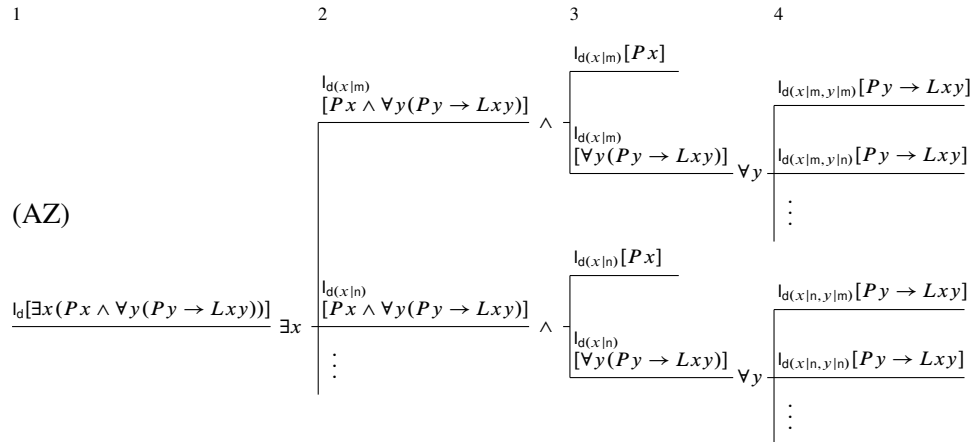 1 2 3 4
I_d(x|m)
[Px ∧ ∀y(Py → Lxy)] ∧
I_d(x|m)[Px]
I_d(x|m)
[∀y(Py → Lxy)] ∀y
I_d(x|m, y|m)[Py → Lxy]
I_d(x|m, y|n)[Py → Lxy]
⋮
(AZ)
I_d[∃x(Px ∧ ∀y(Py → Lxy))] ∃x
I_d(x|n)
[Px ∧ ∀y(Py → Lxy)] ∧
⋮
I_d(x|n)[Px]
I_d(x|n)
[∀y(Py → Lxy)] ∀y
I_d(x|n, y|m)[Py → Lxy]
I_d(x|n, y|n)[Py → Lxy]
⋮